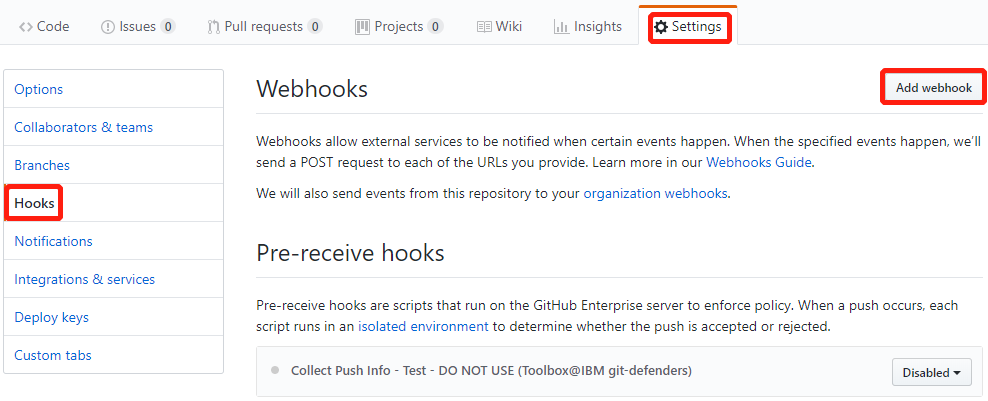 Code Issues 0 Pull requests 0 Projects 0 Wiki Insights Settings
Options
Collaborators & teams
Branches
Hooks
Notifications
Integrations & services
Deploy keys
Custom tabs
Webhooks
Add webhook
Webhooks allow external services to be notified when certain events happen. When the specified events happen, we'll
send a POST request to each of the URLs you provide. Learn more in our Webhooks Guide.
We will also send events from this repository to your organization webhooks.
Pre-receive hooks
Pre-receive hooks are scripts that run on the GitHub Enterprise server to enforce policy. When a push occurs, each
script runs in an isolated environment to determine whether the push is accepted or rejected.
Collect Push Info - Test - DO NOT USE (Toolbox@IBM git-defenders)
Disabled